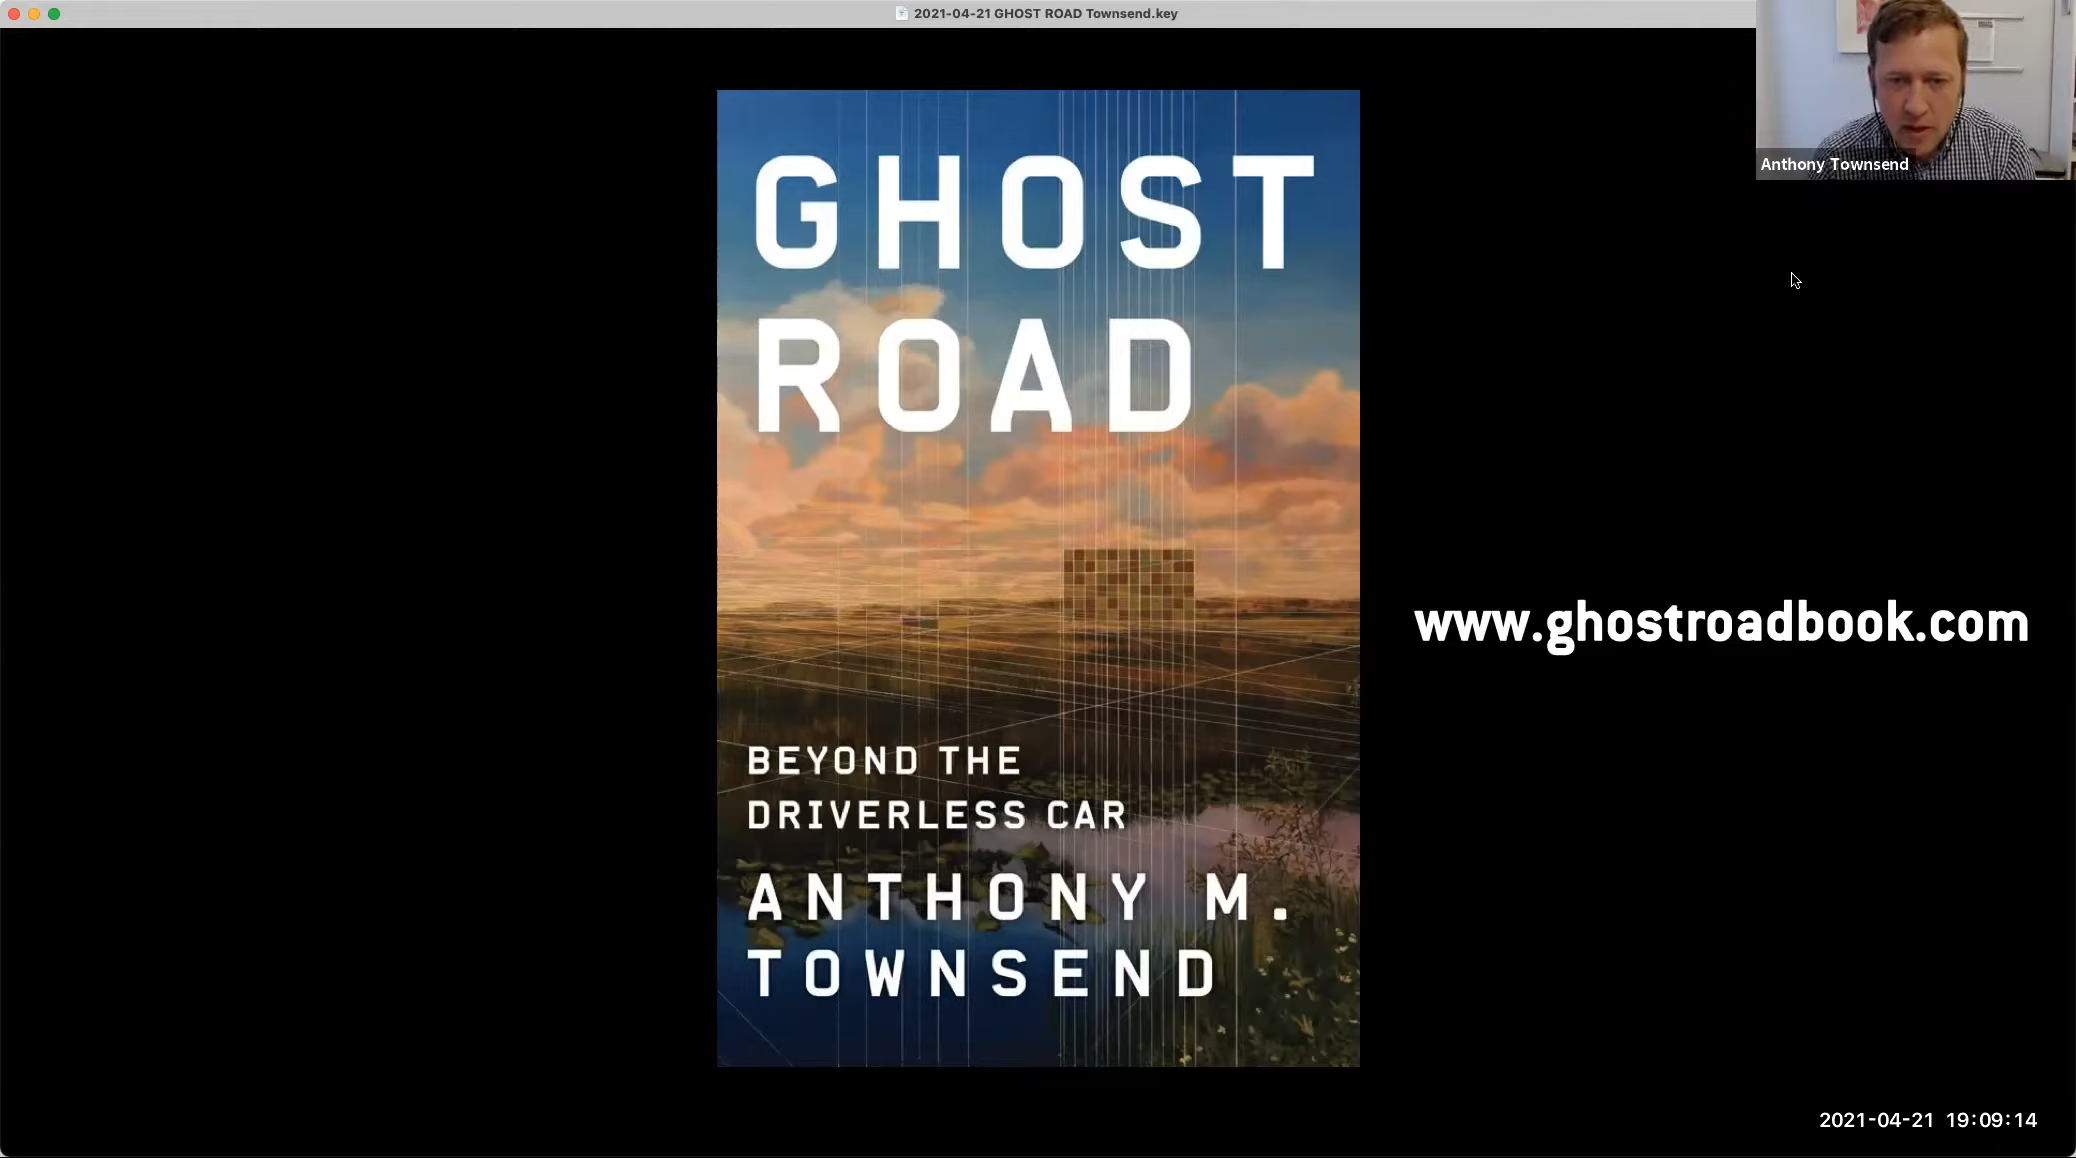 2021-04-21 GHOST ROAD Townsend.key
Anthony Townsend
GHOST
ROAD
www.ghostroadbook.com
BEYOND THE
DRIVERLESS CAR
ANTHONY M.
TOWNSEND
2021-04-21 19:09:14